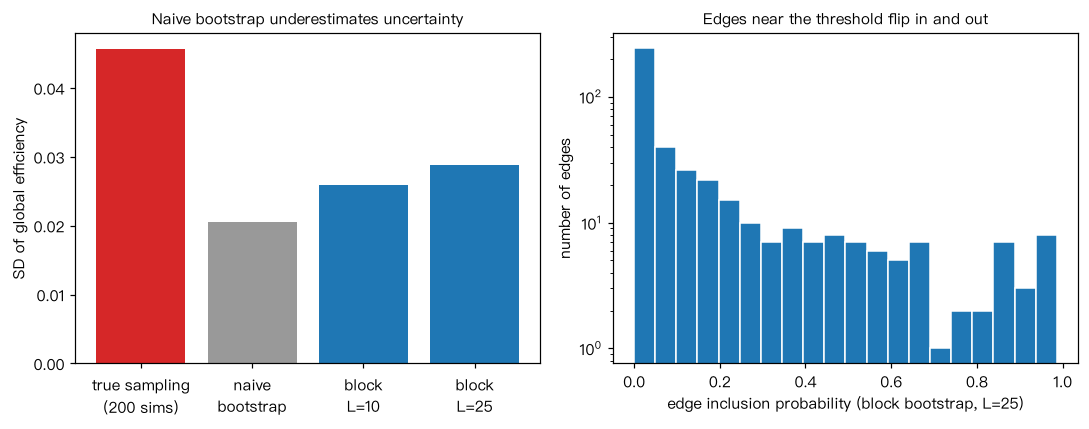 Naive bootstrap underestimates uncertainty
SD of global efficiency
0.04
0.03
0.02
0.01
0.00
true sampling
(200 sims)
naive
bootstrap
block
L=10
block
L=25
Edges near the threshold flip in and out
number of edges
10²
10¹
10⁰
0.0
0.2
0.4
0.6
0.8
1.0
edge inclusion probability (block bootstrap, L=25)